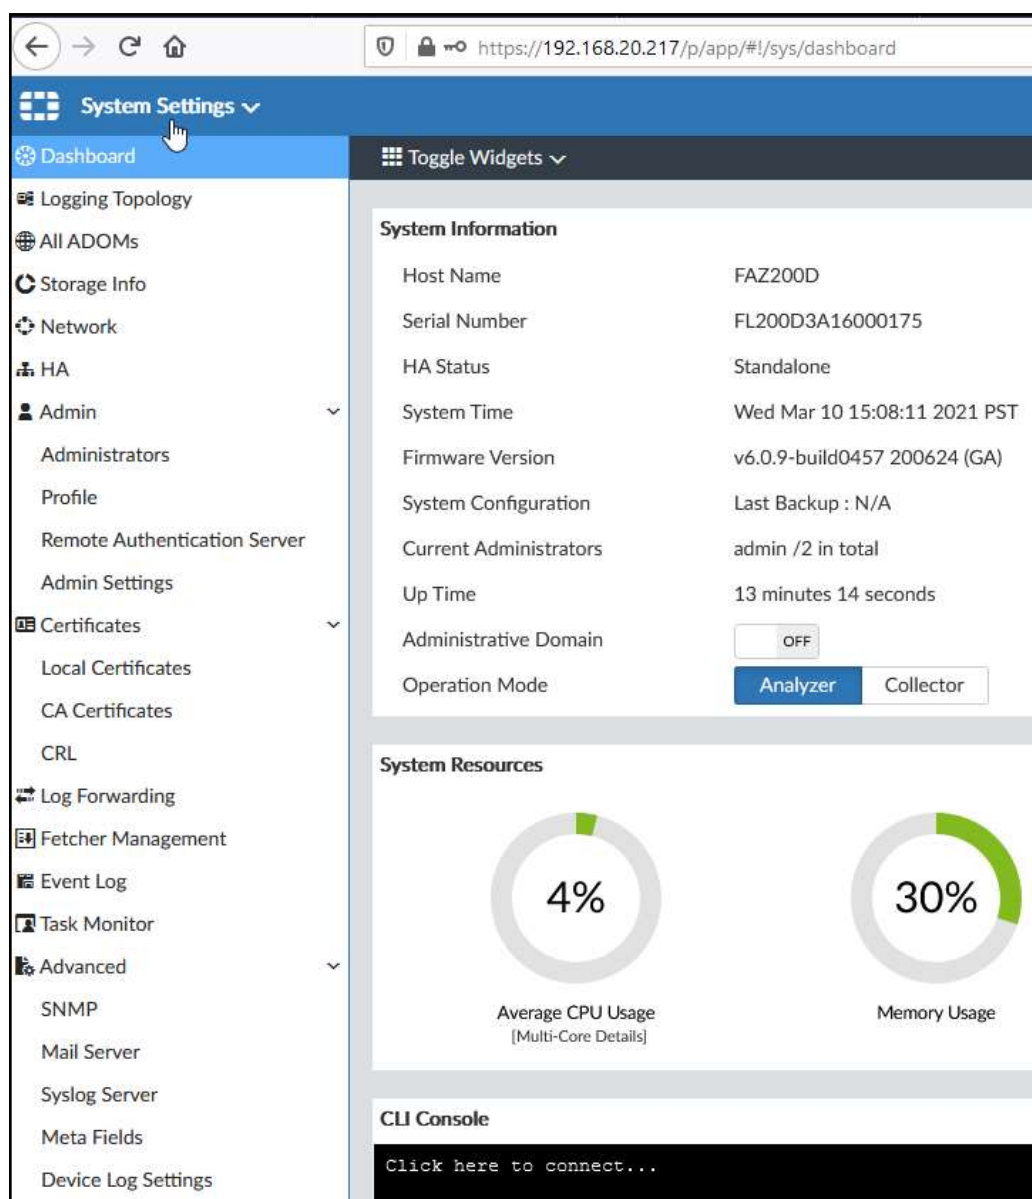 https://192.168.20.217/p/app/#!/sys/dashboard
System Settings
Dashboard
Logging Topology
All ADOMs
Storage Info
Network
HA
Admin
Administrators
Profile
Remote Authentication Server
Admin Settings
Certificates
Local Certificates
CA Certificates
CRL
Log Forwarding
Fetcher Management
Event Log
Task Monitor
Advanced
SNMP
Mail Server
Syslog Server
Meta Fields
Device Log Settings
Toggle Widgets
System Information
Host Name FAZ200D
Serial Number FL200D3A16000175
HA Status Standalone
System Time Wed Mar 10 15:08:11 2021 PST
Firmware Version v6.0.9-build0457 200624 (GA)
System Configuration Last Backup : N/A
Current Administrators admin /2 in total
Up Time 13 minutes 14 seconds
Administrative Domain OFF
Operation Mode Analyzer Collector
System Resources
4% 30%
Average CPU Usage Memory Usage
[Multi-Core Details]
CLI Console
Click here to connect...